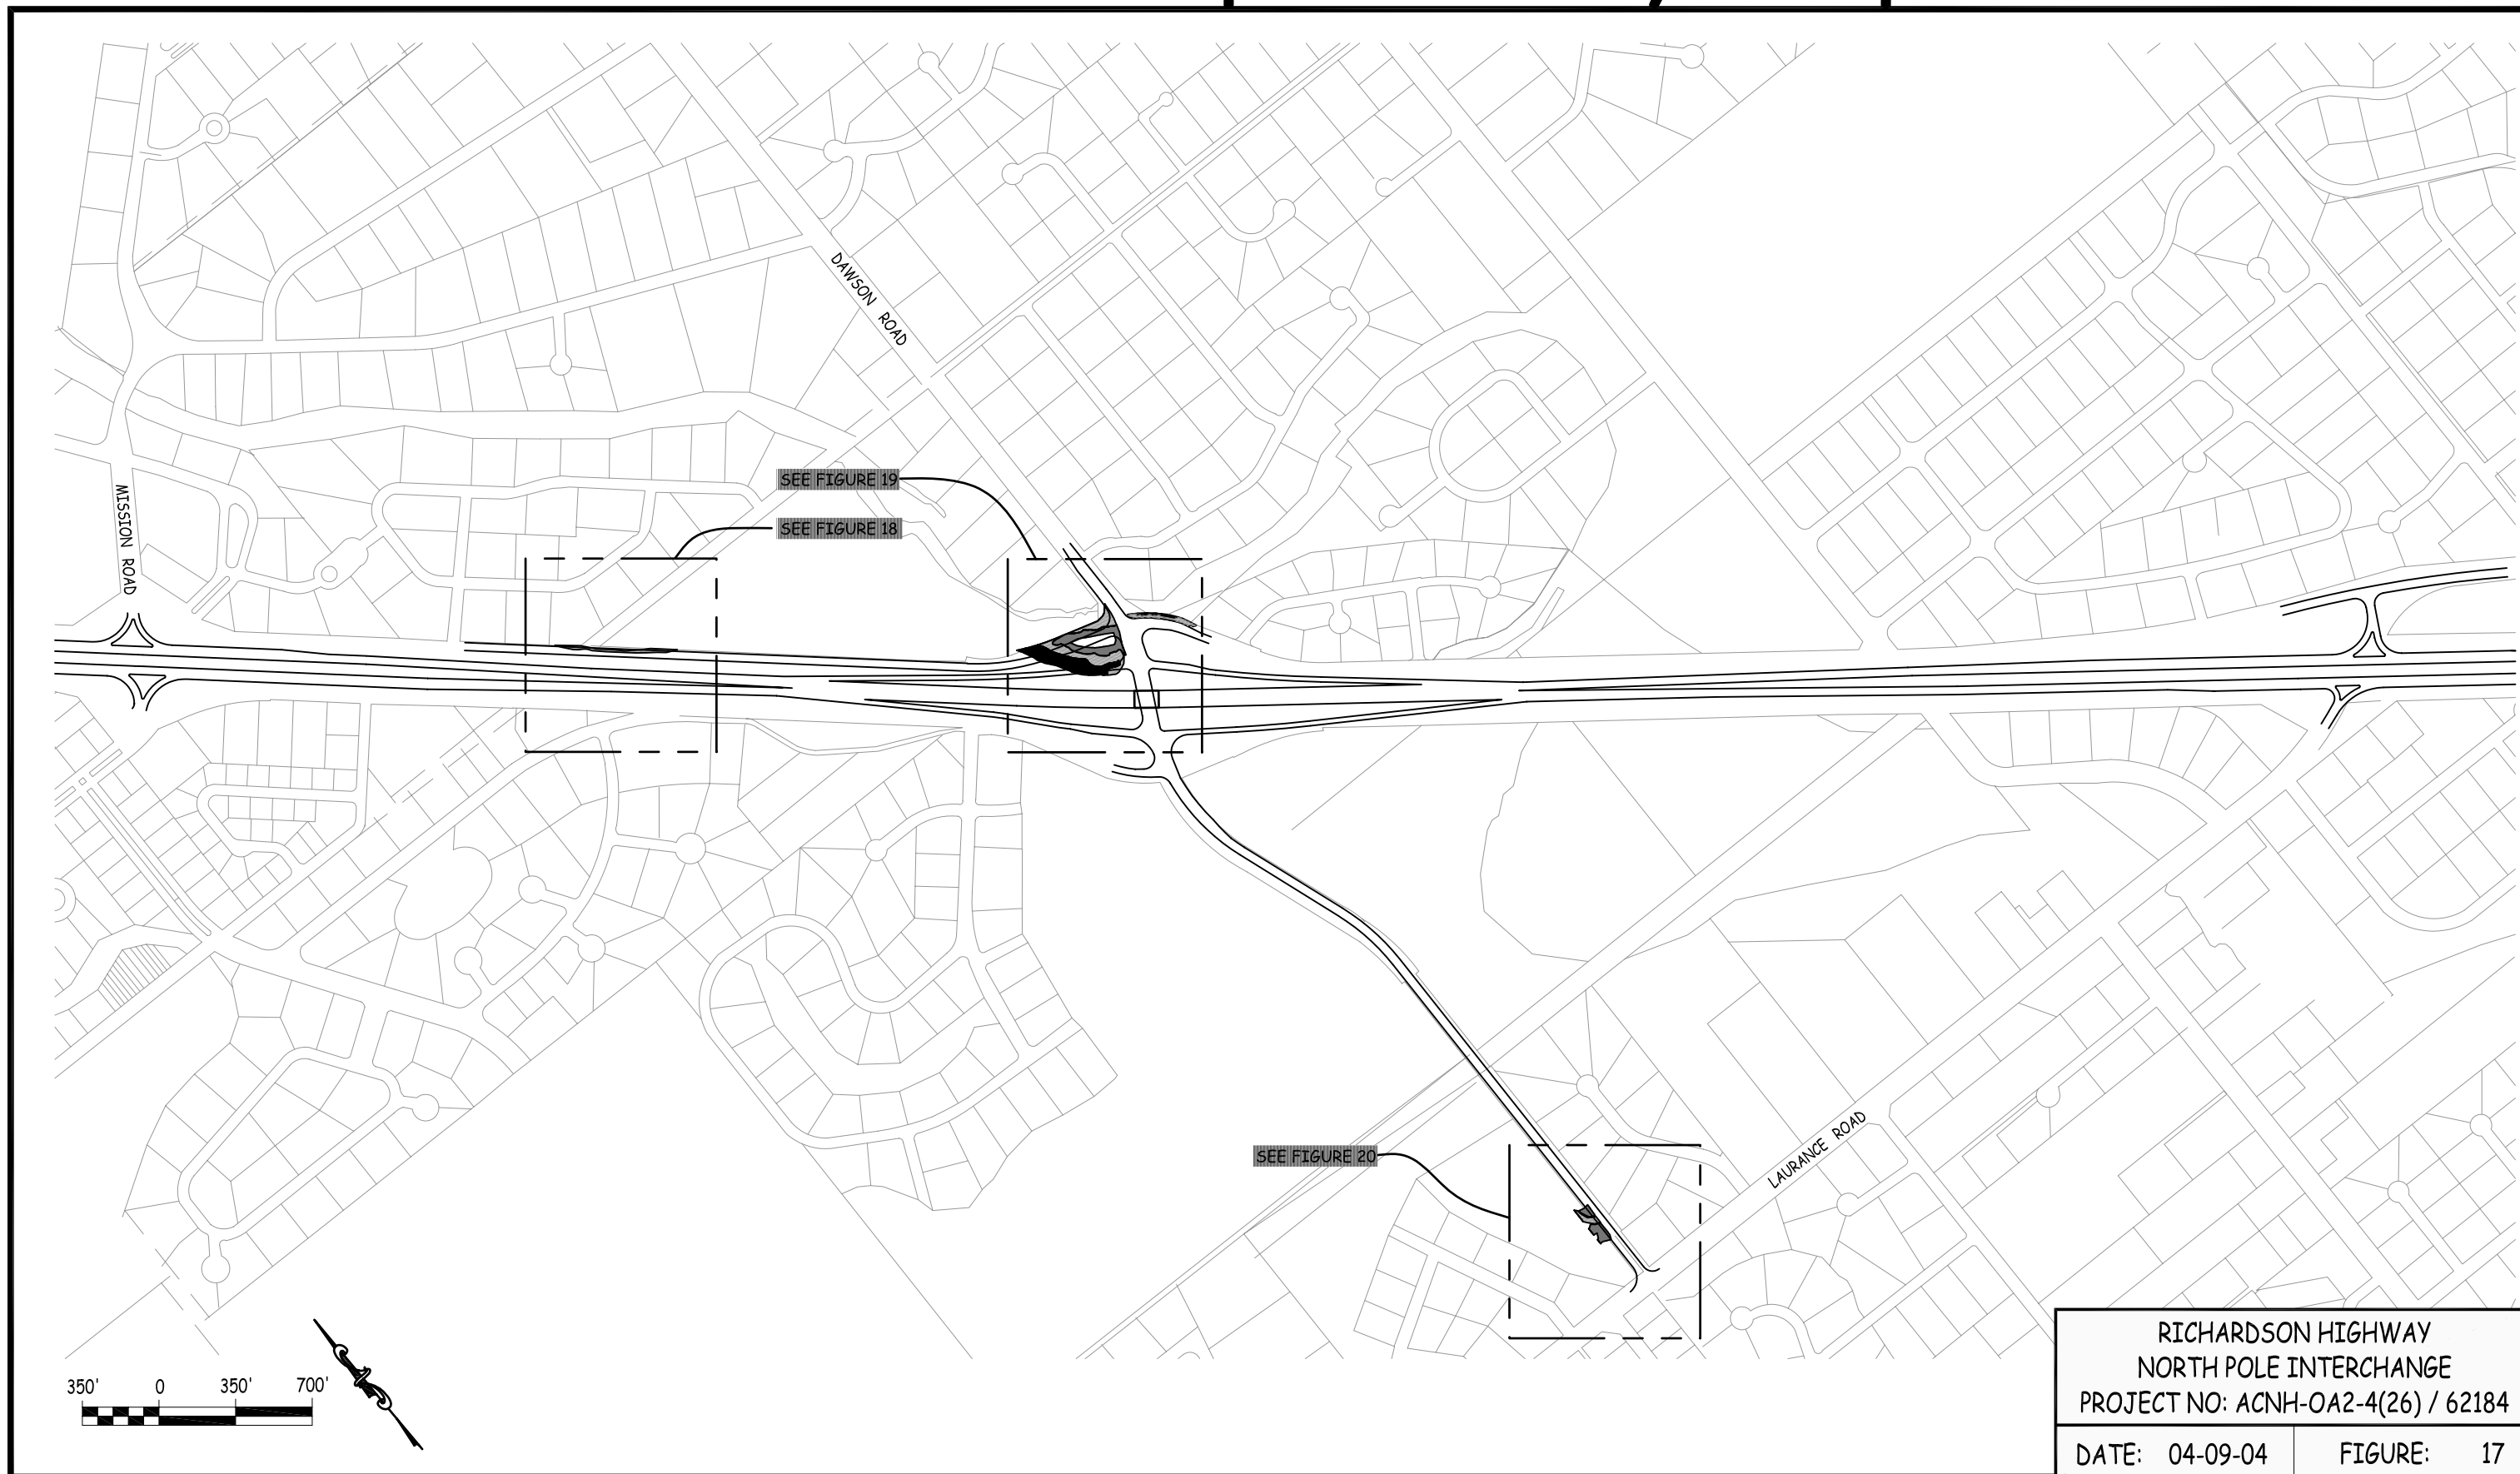 DAWSON ROAD
SEE FIGURE 19
SEE FIGURE 18
MISSION ROAD
SEE FIGURE 20
LAURANCE ROAD
350' 0 350' 700'
RICHARDSON HIGHWAY
NORTH POLE INTERCHANGE
PROJECT NO: ACNH-OA2-4(26) / 62184
DATE: 04-09-04 FIGURE: 17